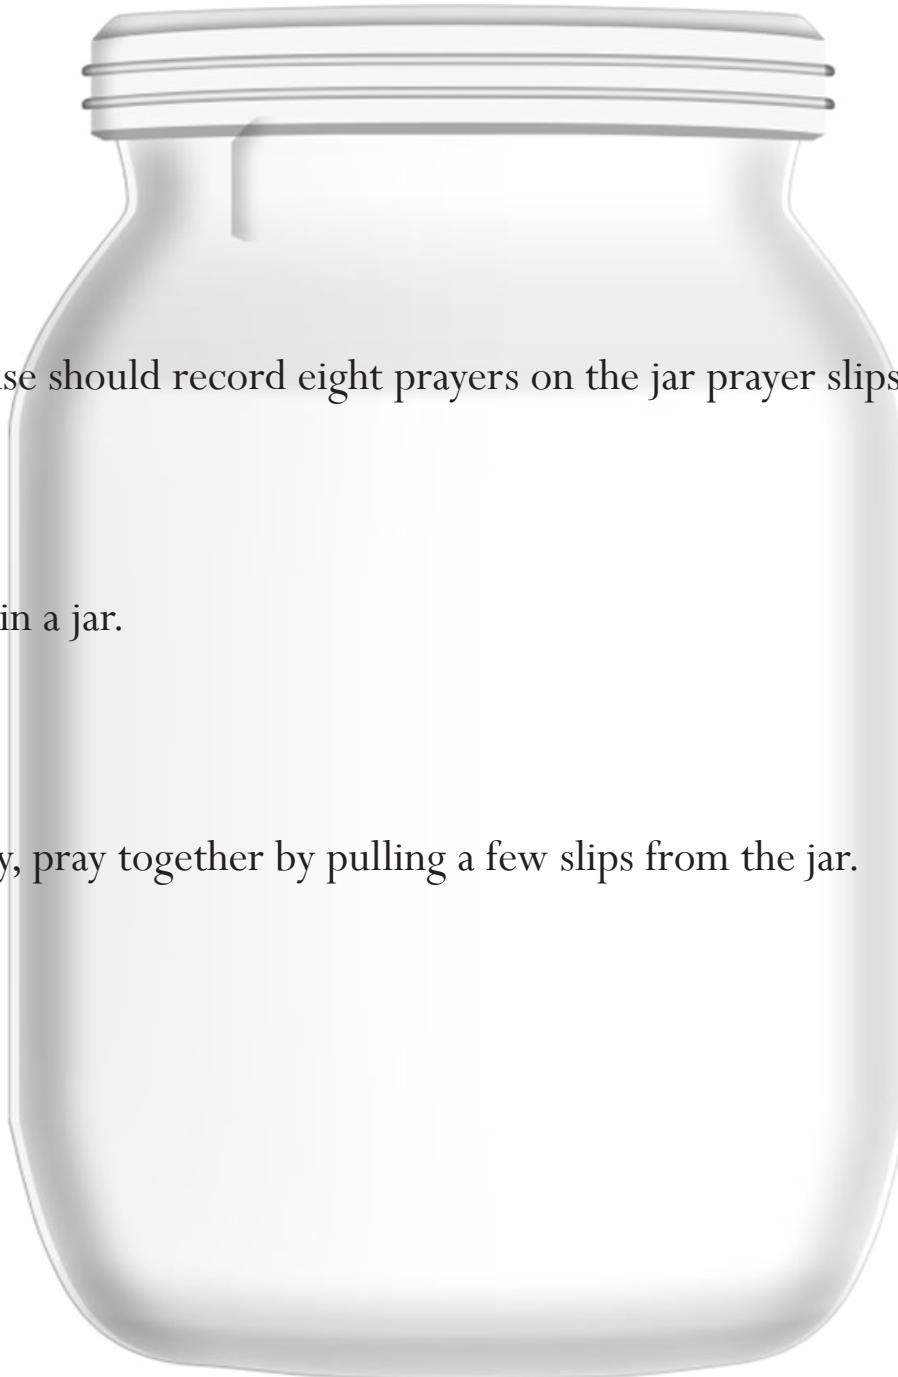 should record eight prayers on the jar prayer slips
in a jar.
pray together by pulling a few slips from the jar.